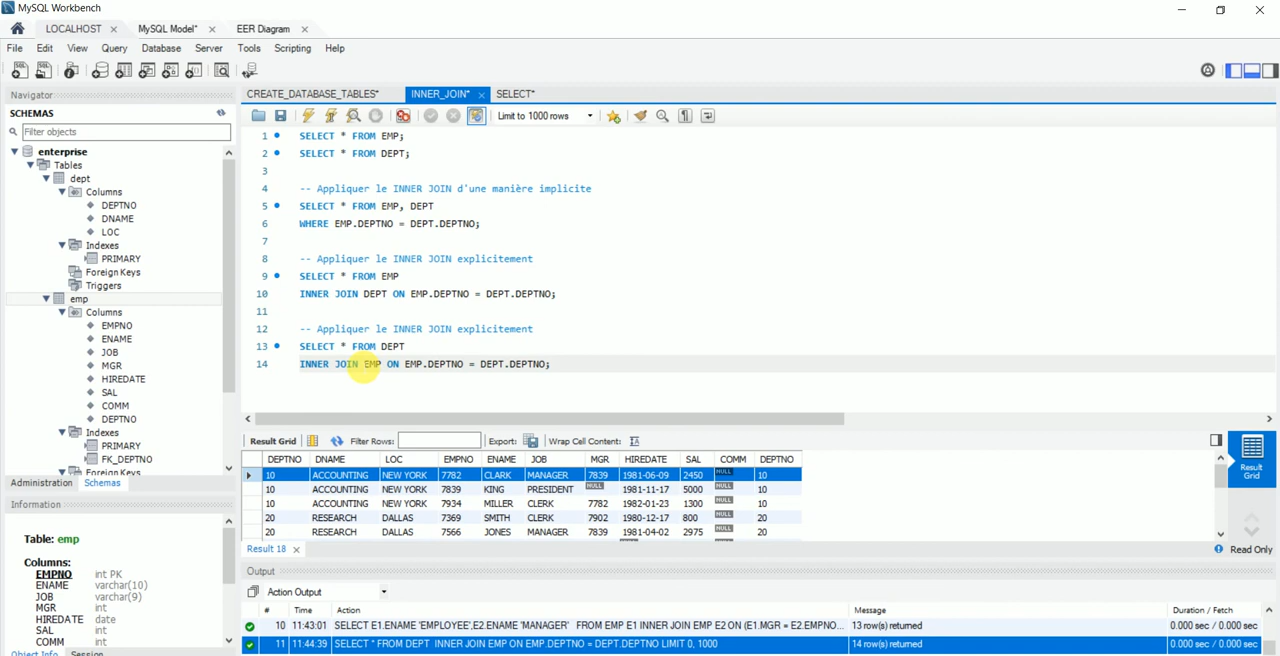 MySQL Workbench
LOCALHOST
MySQL Model*
EER Diagram
File Edit View Query Database Server Tools Scripting Help
Navigator
SCHEMAS
Filter objects
enterprise
Tables
dept
Columns
DEPTNO
DNAME
LOC
Indexes
PRIMARY
Foreign Keys
Triggers
emp
Columns
EMPNO
ENAME
JOB
MGR
HIREDATE
SAL
COMM
DEPTNO
Indexes
PRIMARY
FK_DEPTNO
Foreign Keys
Administration Schemas
Information
Table: emp
Columns:
EMPNO int PK
ENAME varchar(10)
JOB varchar(9)
MGR int
HIREDATE date
SAL int
COMM int
Object Info Session
CREATE_DATABASE_TABLES* INNER_JOIN* SELECT*
Limit to 1000 rows
1 SELECT * FROM EMP;
2 SELECT * FROM DEPT;
3
4 -- Appliquer le INNER JOIN d'une manière implicite
5 SELECT * FROM EMP, DEPT
6 WHERE EMP.DEPTNO = DEPT.DEPTNO;
7
8 -- Appliquer le INNER JOIN explicitement
9 SELECT * FROM EMP
10 INNER JOIN DEPT ON EMP.DEPTNO = DEPT.DEPTNO;
11
12 -- Appliquer le INNER JOIN explicitement
13 SELECT * FROM DEPT
14 INNER JOIN EMP ON EMP.DEPTNO = DEPT.DEPTNO;
Result Grid Filter Rows: Export: Wrap Cell Content:
DEPTNO DNAME LOC EMPNO ENAME JOB MGR HIREDATE SAL COMM DEPTNO
10 ACCOUNTING NEW YORK 7782 CLARK MANAGER 7839 1981-06-09 2450 NULL 10
10 ACCOUNTING NEW YORK 7839 KING PRESIDENT NULL 1981-11-17 5000 NULL 10
10 ACCOUNTING NEW YORK 7934 MILLER CLERK 7782 1982-01-23 1300 NULL 10
20 RESEARCH DALLAS 7369 SMITH CLERK 7902 1980-12-17 800 NULL 20
20 RESEARCH DALLAS 7566 JONES MANAGER 7839 1981-04-02 2975 NULL 20
Result Grid
Result 18
Read Only
Output
Action Output
# Time Action Message Duration / Fetch
10 11:43:01 SELECT E1.ENAME 'EMPLOYEE',E2.ENAME 'MANAGER' FROM EMP E1 INNER JOIN EMP E2 ON (E1.MGR = E2.EMPNO... 13 row(s) returned 0.000 sec / 0.000 sec
11 11:44:39 SELECT * FROM DEPT INNER JOIN EMP ON EMP.DEPTNO = DEPT.DEPTNO LIMIT 0, 1000 14 row(s) returned 0.000 sec / 0.000 sec